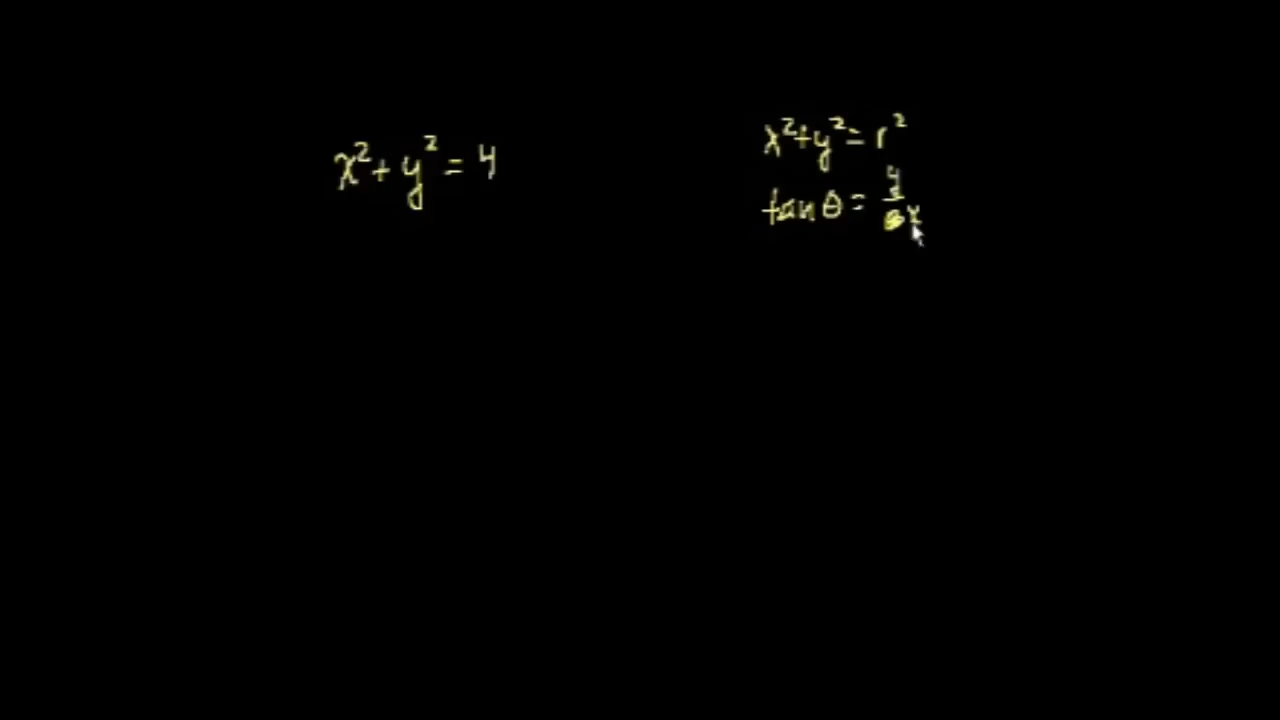 x² + y² = 4
x² + y² = r²
tan θ = y/x